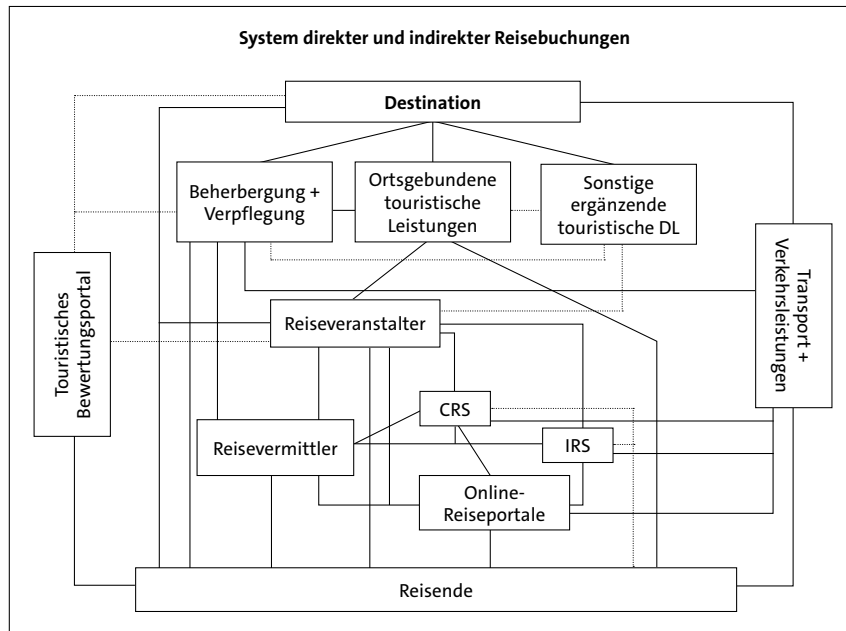 System direkter und indirekter Reisebuchungen
Destination
Beherbergung +
Verpflegung
Ortsgebundene
touristische
Leistungen
Sonstige
ergänzende
touristische DL
Touristisches
Bewertungsportal
Transport +
Verkehrsleistungen
Reiseveranstalter
CRS
Reisevermittler
IRS
Online-
Reiseportale
Reisende